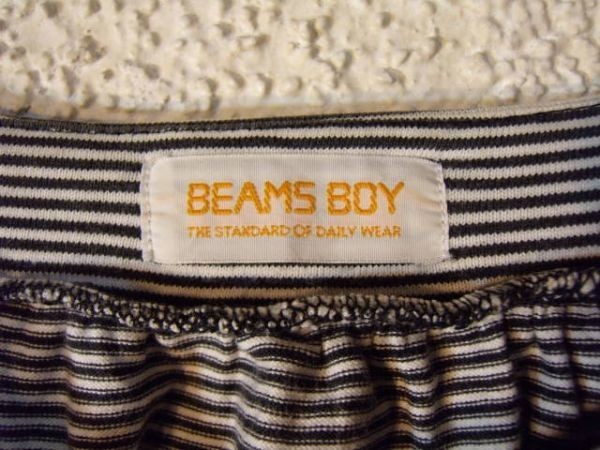 BEAMS BOY
THE STANDARD OF DAILY WEAR